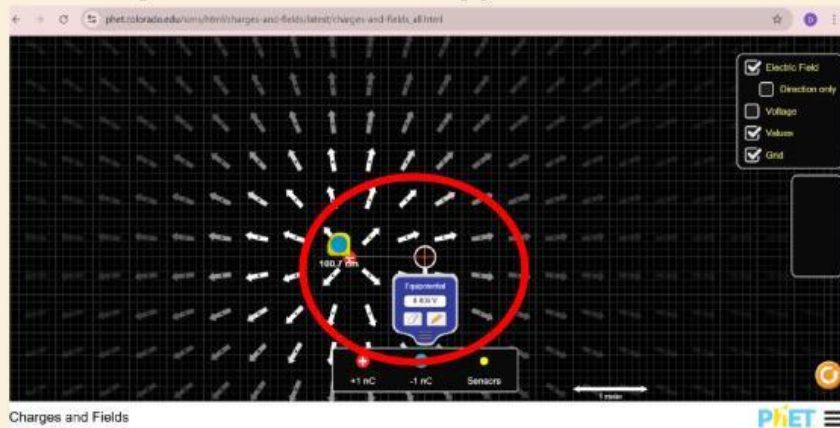 phet.colorado.edu/sims/html/charges-and-fields/latest/charges-and-fields_all.html
D
Electric Field
Direction only
Voltage
Values
Grid
100.7 cm
Equipotential
+1 nC
-1 nC
Sensors
1 meter
Charges and Fields
PhET